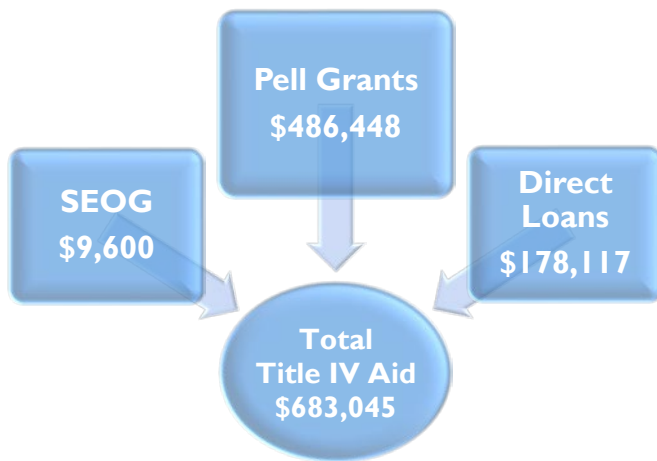 Pell Grants
$486,448
SEOG
$9,600
Direct
Loans
$178,117
Total
Title IV Aid
$683,045